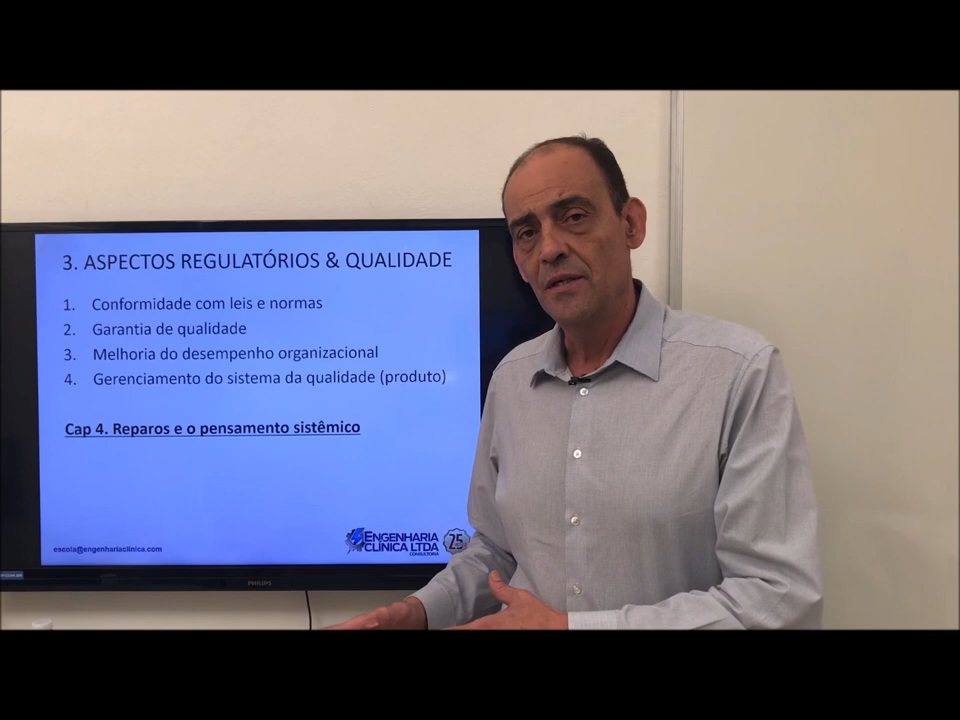 3. ASPECTOS REGULATÓRIOS & QUALIDADE
1. Conformidade com leis e normas
2. Garantia de qualidade
3. Melhoria do desempenho organizacional
4. Gerenciamento do sistema da qualidade (produto)
Cap 4. Reparos e o pensamento sistêmico
escola@engenhariaclinica.com
ENGENHARIA
CLÍNICA LTDA
CONSULTORIA
25
PHILIPS